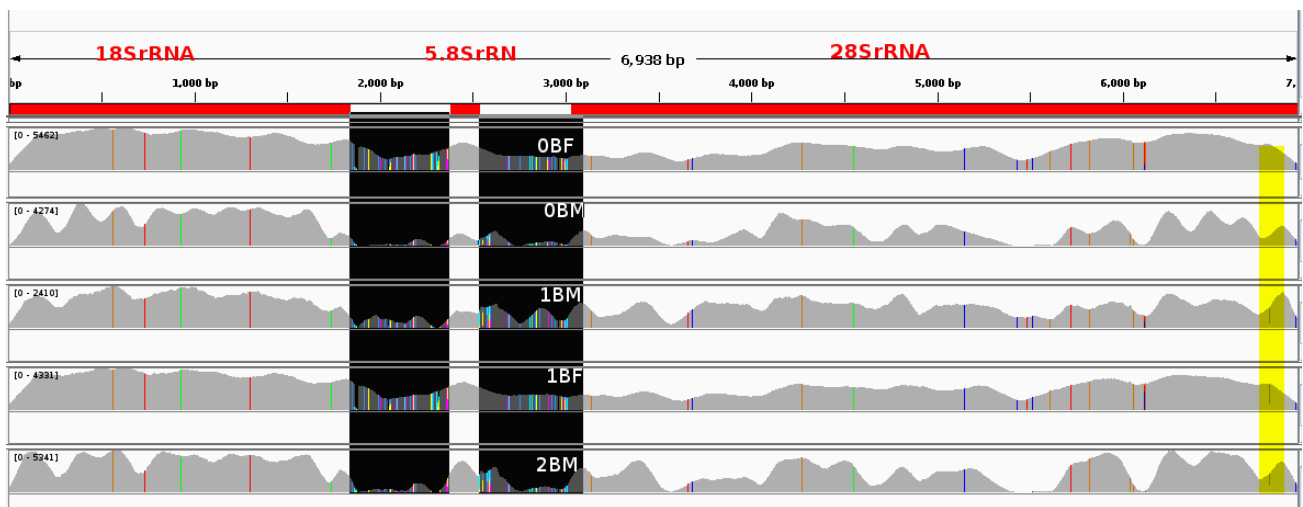 18SrRNA 5.8SrRN 28SrRNA
6,938 bp
bp 1,000 bp 2,000 bp 3,000 bp 4,000 bp 5,000 bp 6,000 bp 7,
[0 - 5462] 0BF
[0 - 4274] 0BM
[0 - 2410] 1BM
[0 - 4331] 1BF
[0 - 5341] 2BM